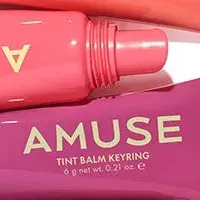 A
AMUSE
TINT BALM KEYRING
6 g net wt. 0.21 oz. ℮